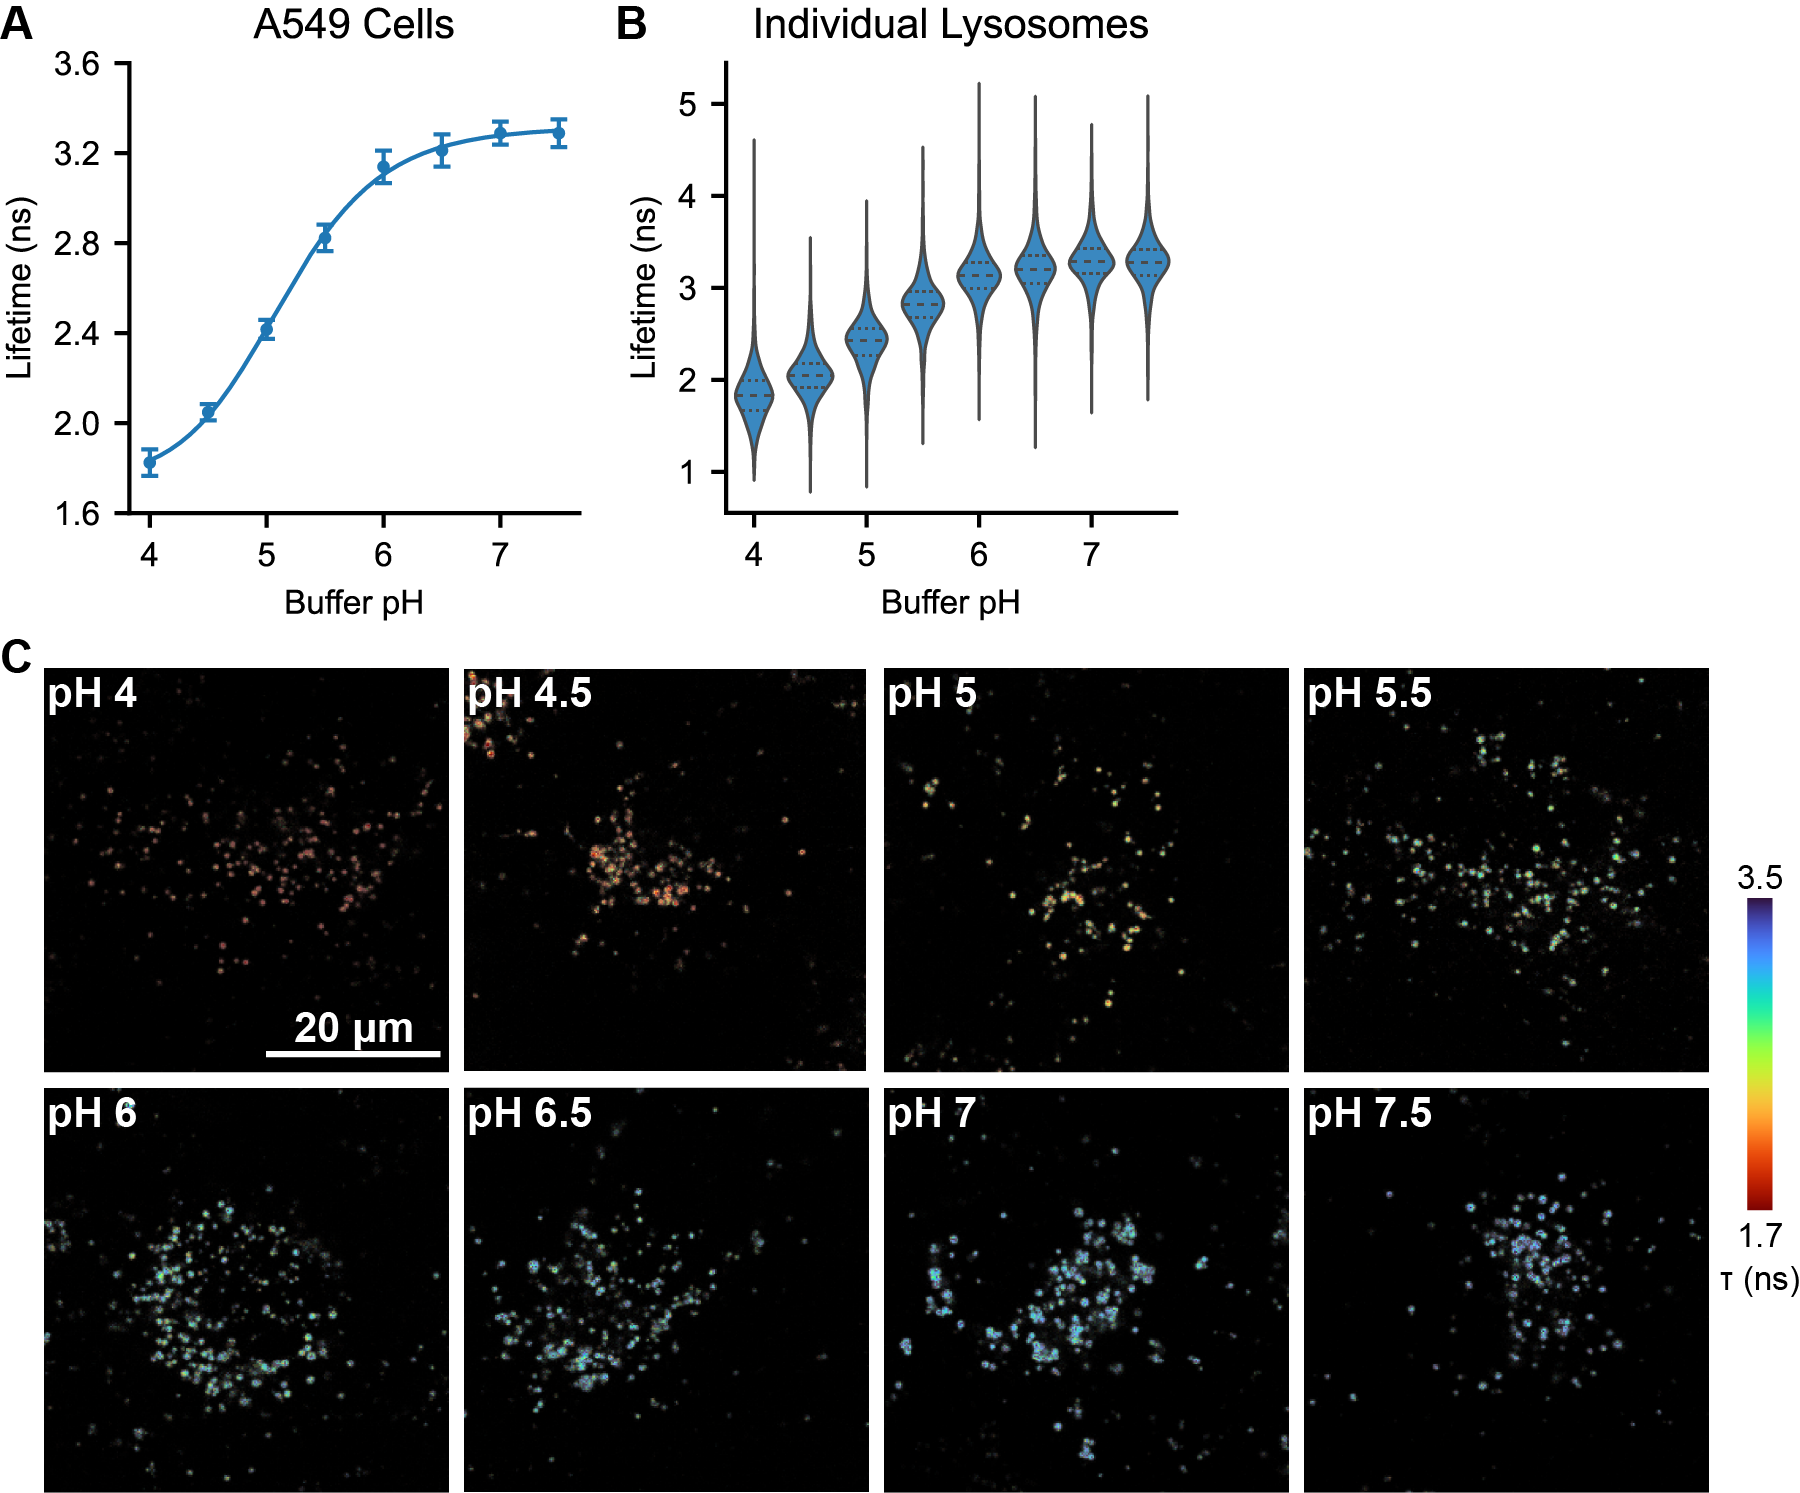 A
A549 Cells
3.6
3.2
2.8
2.4
2.0
1.6
Lifetime (ns)
4 5 6 7
Buffer pH
B
Individual Lysosomes
5
4
3
2
1
Lifetime (ns)
4 5 6 7
Buffer pH
C
pH 4
20 µm
pH 4.5
pH 5
pH 5.5
pH 6
pH 6.5
pH 7
pH 7.5
3.5
1.7
τ (ns)